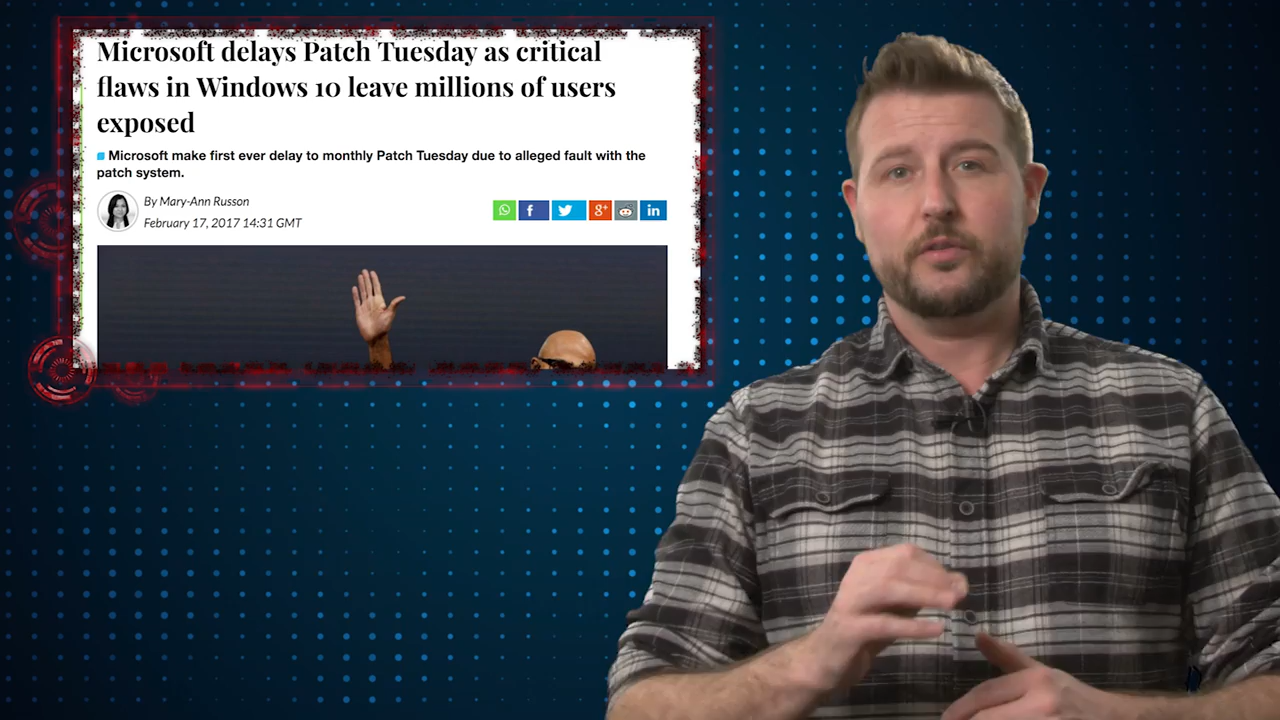 Microsoft delays Patch Tuesday as critical
flaws in Windows 10 leave millions of users
exposed
Microsoft make first ever delay to monthly Patch Tuesday due to alleged fault with the
patch system.
By Mary-Ann Russon
February 17, 2017 14:31 GMT
f
g+
in